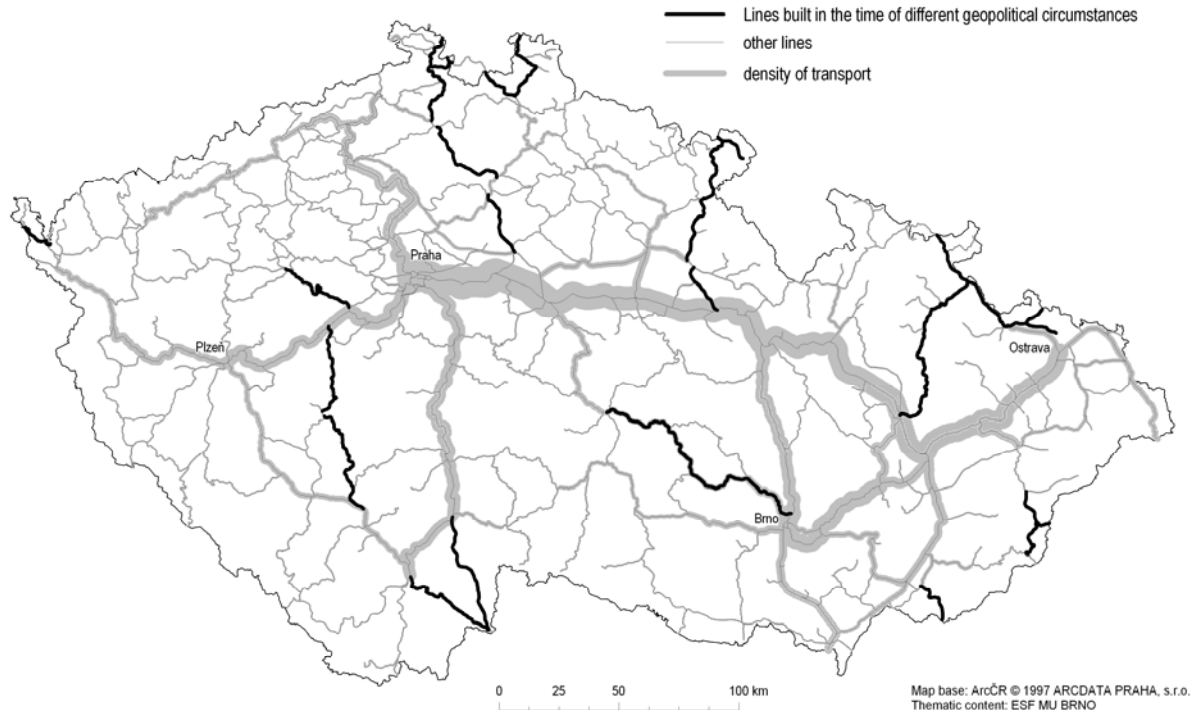 Lines built in the time of different geopolitical circumstances
other lines
density of transport
Praha
Plzeň
Ostrava
Brno
0 25 50 100 km
Map base: ArcČR © 1997 ARCDATA PRAHA, s.r.o.
Thematic content: ESF MU BRNO